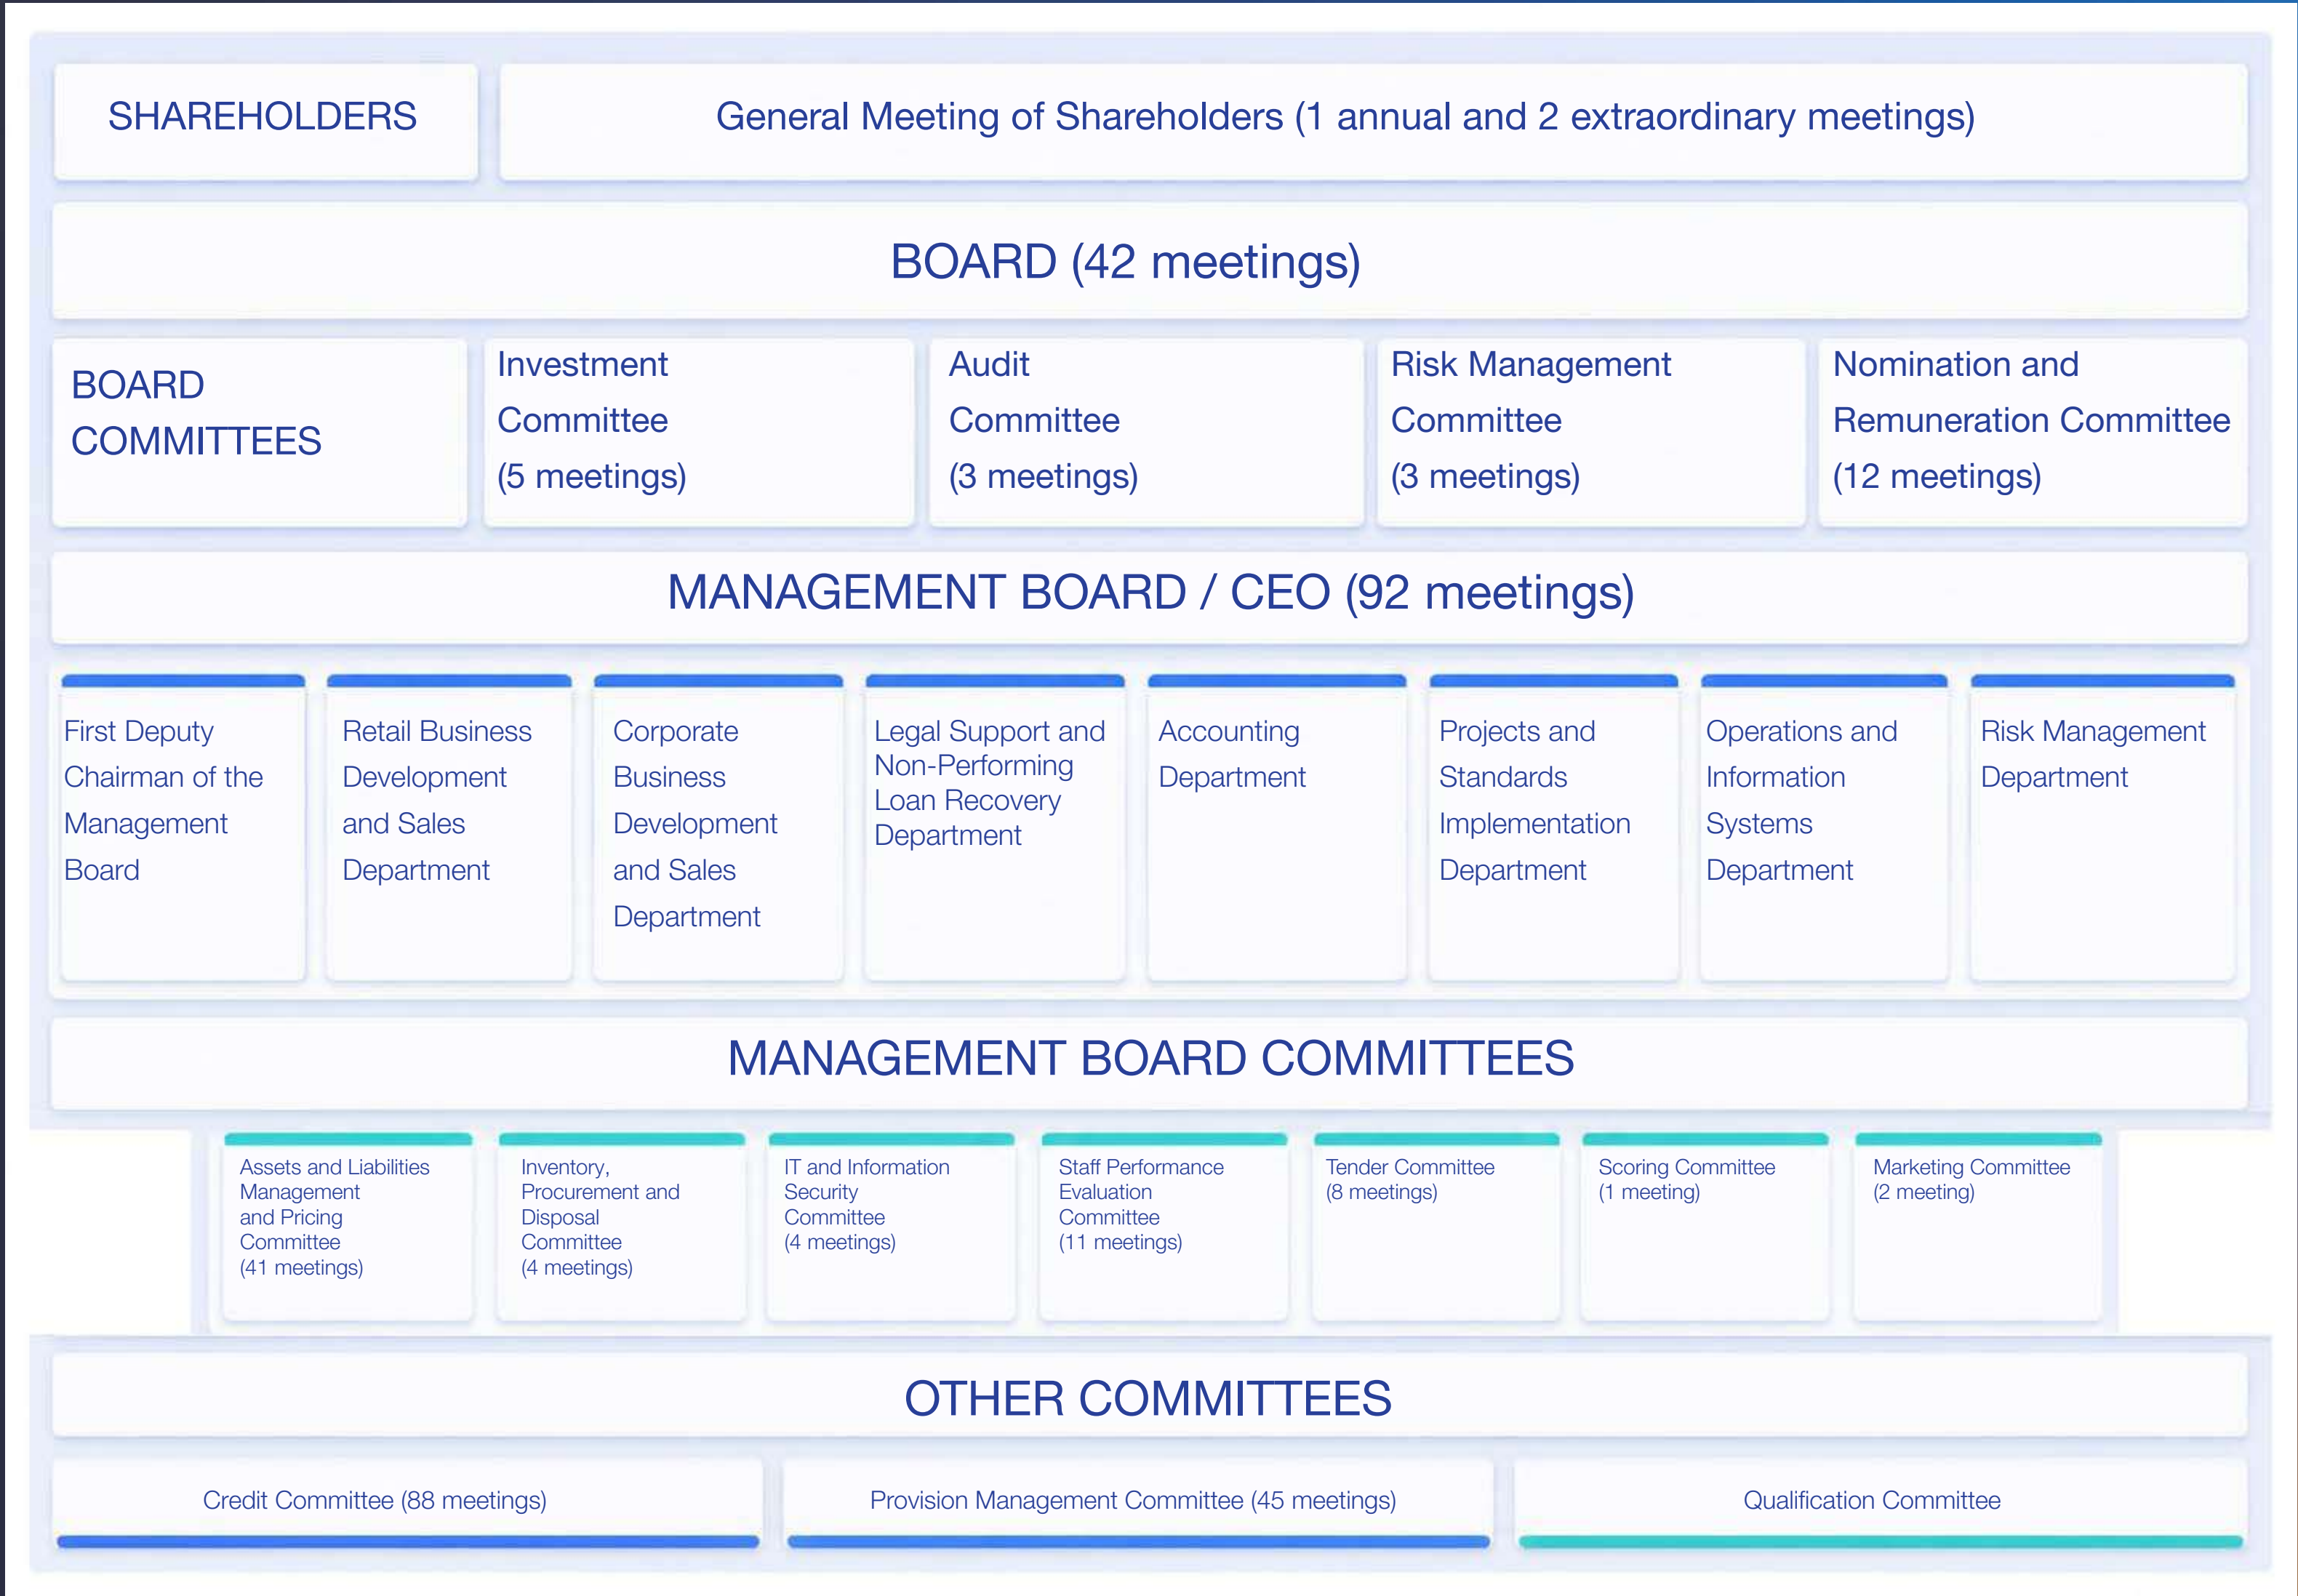 SHAREHOLDERS
General Meeting of Shareholders (1 annual and 2 extraordinary meetings)
BOARD (42 meetings)
BOARD
COMMITTEES
Investment
Committee
(5 meetings)
Audit
Committee
(3 meetings)
Risk Management
Committee
(3 meetings)
Nomination and
Remuneration Committee
(12 meetings)
MANAGEMENT BOARD / CEO (92 meetings)
First Deputy
Chairman of the
Management
Board
Retail Business
Development
and Sales
Department
Corporate
Business
Development
and Sales
Department
Legal Support and
Non-Performing
Loan Recovery
Department
Accounting
Department
Projects and
Standards
Implementation
Department
Operations and
Information
Systems
Department
Risk Management
Department
MANAGEMENT BOARD COMMITTEES
Assets and Liabilities
Management
and Pricing
Committee
(41 meetings)
Inventory,
Procurement and
Disposal
Committee
(4 meetings)
IT and Information
Security
Committee
(4 meetings)
Staff Performance
Evaluation
Committee
(11 meetings)
Tender Committee
(8 meetings)
Scoring Committee
(1 meeting)
Marketing Committee
(2 meeting)
OTHER COMMITTEES
Credit Committee (88 meetings)
Provision Management Committee (45 meetings)
Qualification Committee